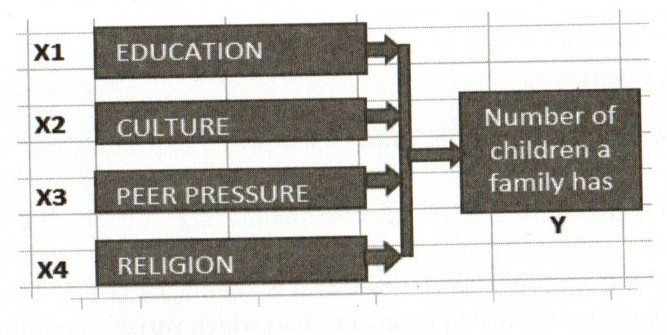 X1 EDUCATION
X2 CULTURE
X3 PEER PRESSURE
X4 RELIGION
Number of
children a
family has
Y